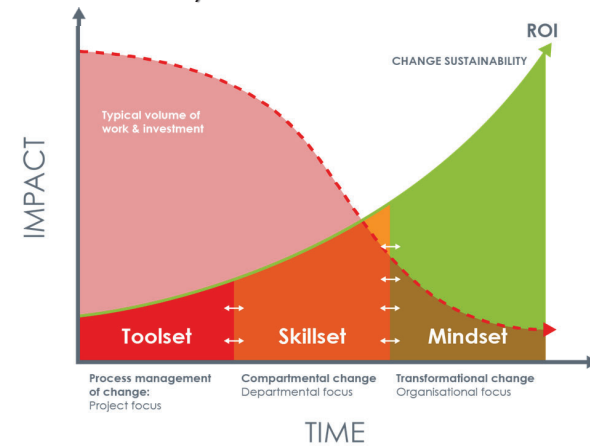 ROI
CHANGE SUSTAINABILITY
Typical volume of
work & investment
IMPACT
Toolset
Skillset
Mindset
Process management
of change:
Project focus
Compartmental change
Departmental focus
Transformational change
Organisational focus
TIME